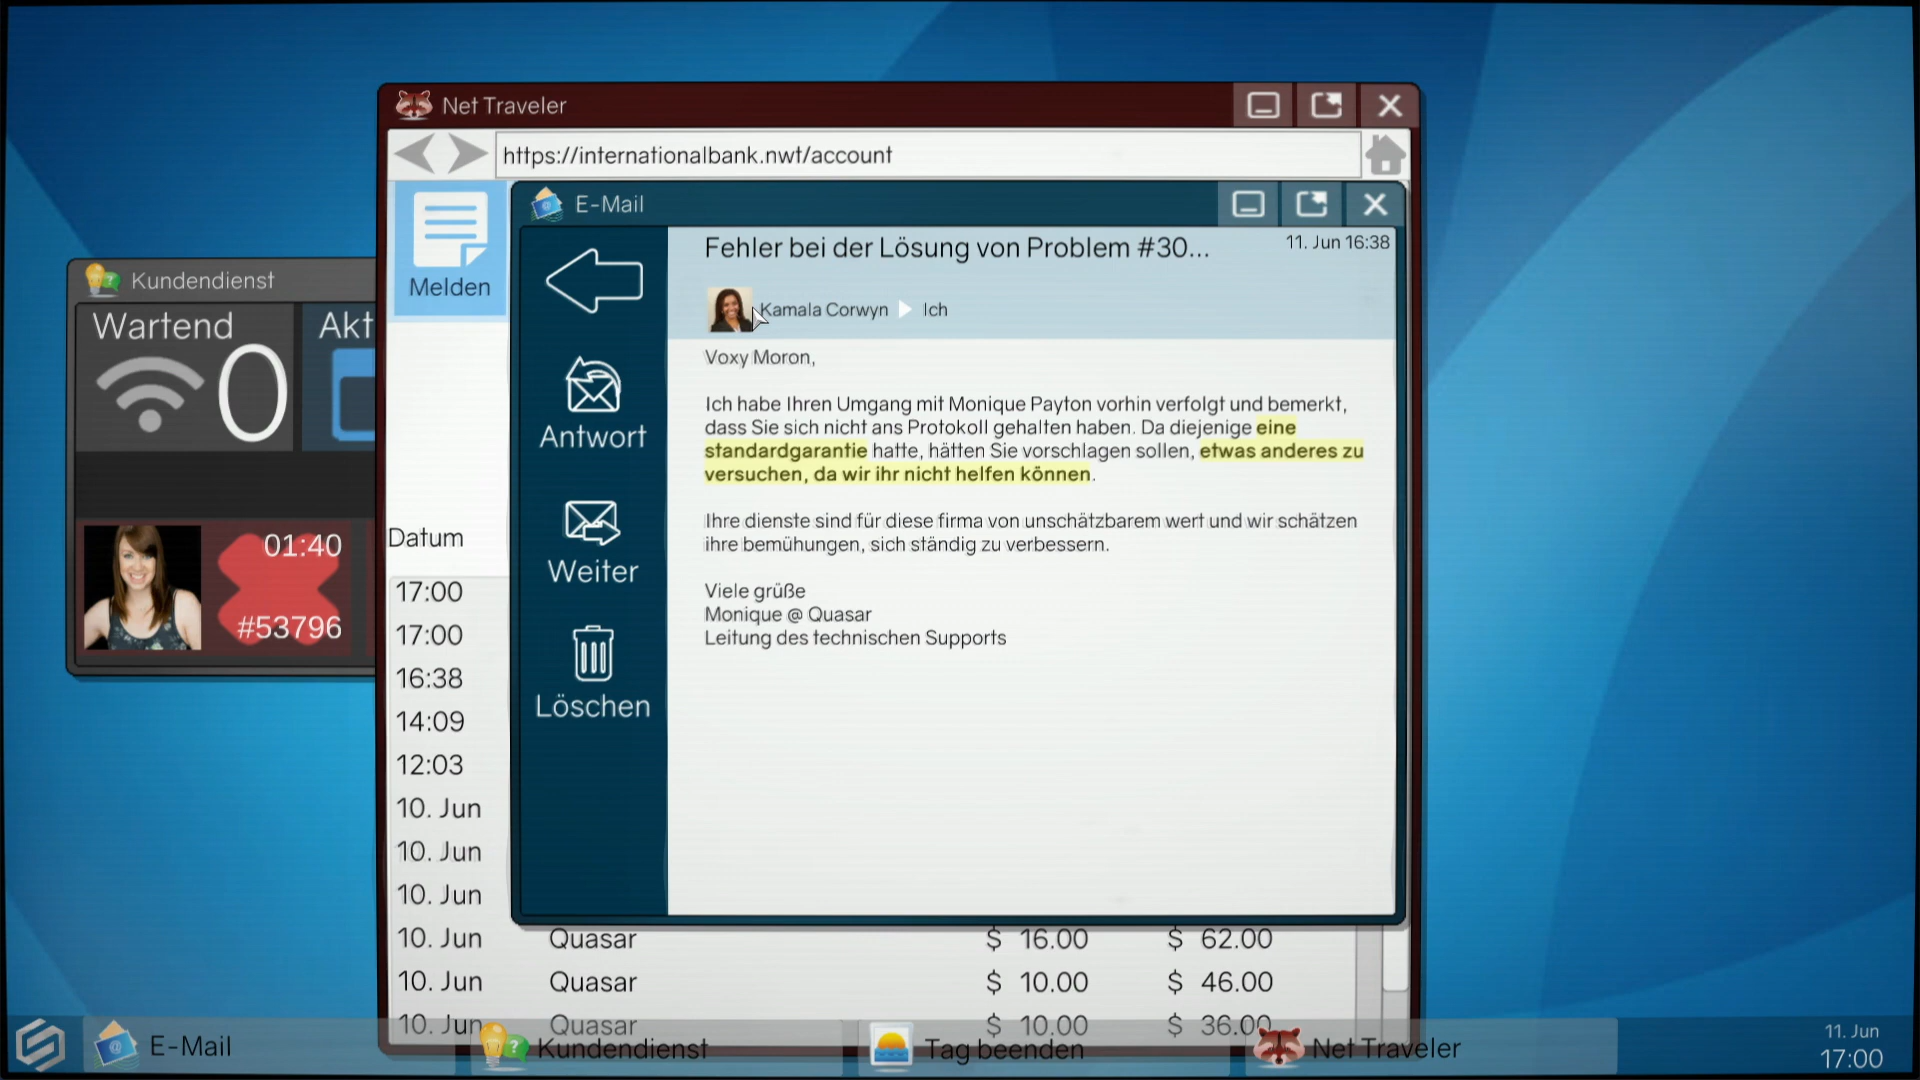 Net Traveler
https://internationalbank.nwt/account
Melden
E-Mail
Fehler bei der Lösung von Problem #30...
11. Jun 16:38
Kamala Corwyn
Ich
Antwort
Weiter
Löschen
Voxy Moron,
Ich habe Ihren Umgang mit Monique Payton vorhin verfolgt und bemerkt,
dass Sie sich nicht ans Protokoll gehalten haben. Da diejenige eine
standardgarantie hatte, hätten Sie vorschlagen sollen, etwas anderes zu
versuchen, da wir ihr nicht helfen können.
Ihre dienste sind für diese firma von unschätzbarem wert und wir schätzen
ihre bemühungen, sich ständig zu verbessern.
Viele grüße
Monique @ Quasar
Leitung des technischen Supports
Kundendienst
Wartend
0
Akt
01:40
#53796
Datum
17:00
17:00
16:38
14:09
12:03
10. Jun
10. Jun
10. Jun
10. Jun Quasar $ 16.00 $ 62.00
10. Jun Quasar $ 10.00 $ 46.00
10. Jun Quasar $ 10.00 $ 36.00
E-Mail
Kundendienst
Tag beenden
Net Traveler
11. Jun
17:00